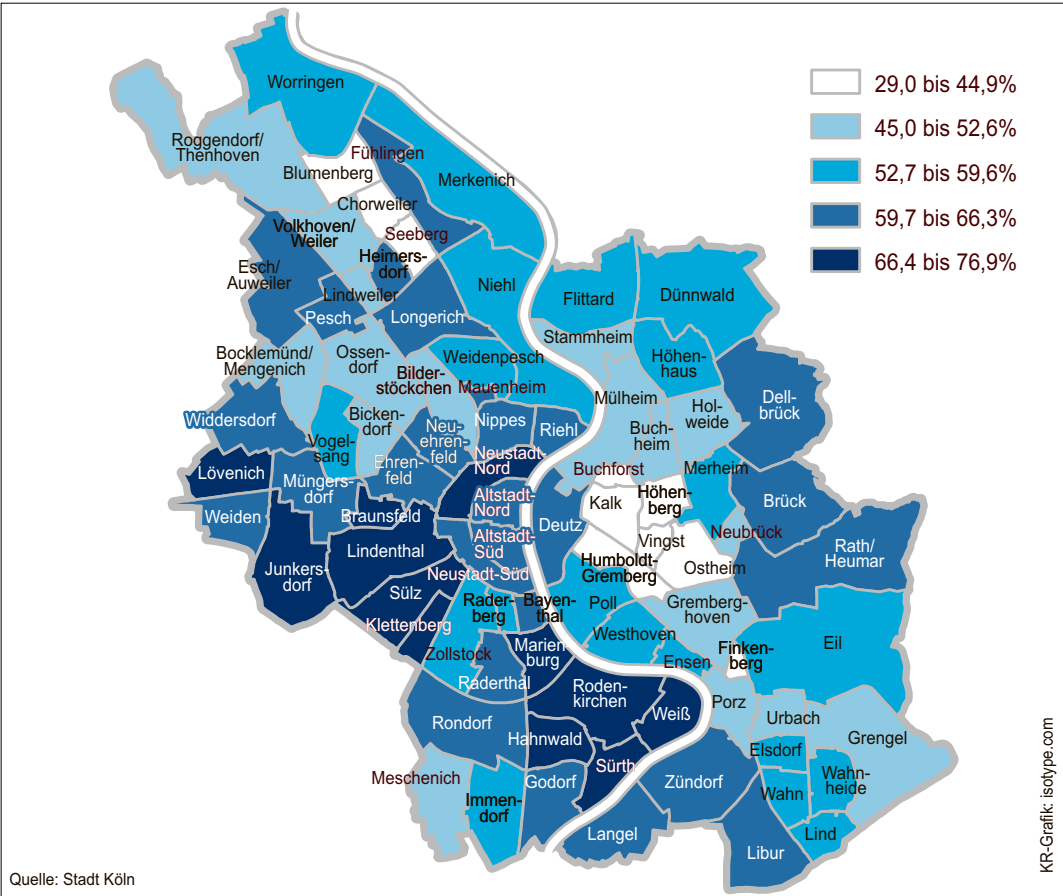 Worringen
29,0 bis 44,9%
45,0 bis 52,6%
52,7 bis 59,6%
59,7 bis 66,3%
66,4 bis 76,9%
Roggendorf/
Thenhoven
Fühlingen
Blumenberg
Merkenich
Chorweiler
Volkhoven/
Weiler
Seeberg
Heimers-
dorf
Esch/
Auweiler
Lindweiler
Niehl
Flittard
Dünnwald
Pesch
Longerich
Stammheim
Bocklemünd/
Mengenich
Ossen-
dorf
Weidenpesch
Höhen-
haus
Bilder-
stöckchen
Mauenheim
Mülheim
Dell-
brück
Hol-
weide
Widdersdorf
Bicken-
dorf
Neu-
ehren-
feld
Nippes
Riehl
Buch-
heim
Vogel-
sang
Ehren-
feld
Neustadt-
Nord
Buchforst
Merheim
Lövenich
Müngers-
dorf
Altstadt-
Nord
Kalk
Höhen-
berg
Brück
Weiden
Braunsfeld
Deutz
Neubrück
Altstadt-
Süd
Vingst
Rath/
Heumar
Lindenthal
Humboldt-
Gremberg
Ostheim
Junkers-
dorf
Neustadt-Süd
Sülz
Rader-
berg
Bayen-
thal
Poll
Gremberg-
hoven
Klettenberg
Westhoven
Eil
Zollstock
Marien-
burg
Ensen
Finken-
berg
Raderthal
Roden-
kirchen
Porz
Weiß
Urbach
Rondorf
Hahnwald
Grengel
Elsdorf
Sürth
Meschenich
Godorf
Zündorf
Wahn-
heide
Immen-
dorf
Wahn
Langel
Lind
Libur
Quelle: Stadt Köln
KR-Grafik: isotype.com